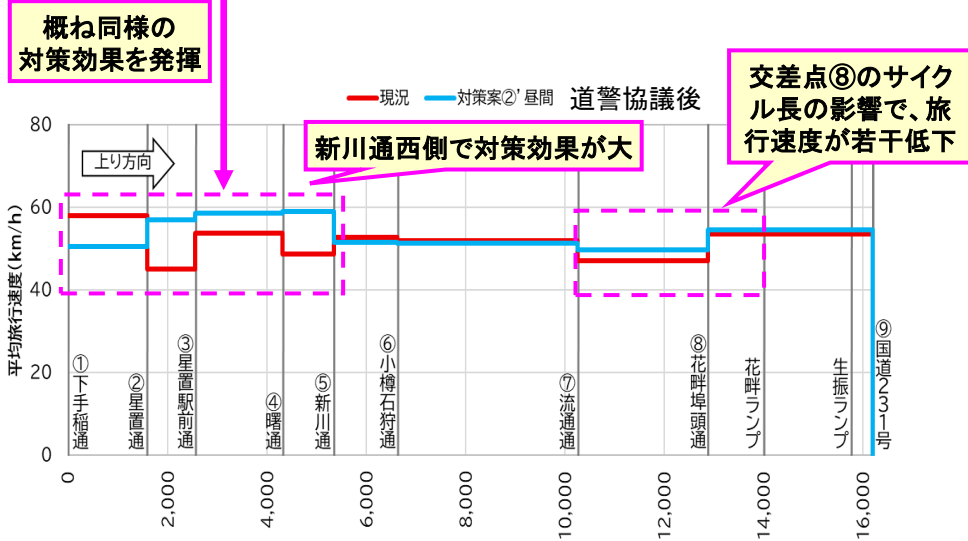 概ね同様の
対策効果を発揮
現況
対策案②’昼間
道警協議後
交差点⑧のサイク
ル長の影響で、旅
行速度が若干低下
新川通西側で対策効果が大
上り方向
平均旅行速度(km/h)
80
60
40
20
0
①下手稲通
②星置通
③星置駅前通
④曙通
⑤新川通
⑥小樽石狩通
⑦流通通
⑧花畔埠頭通
花畔ランプ
生振ランプ
⑨国道231号
0
2,000
4,000
6,000
8,000
10,000
12,000
14,000
16,000